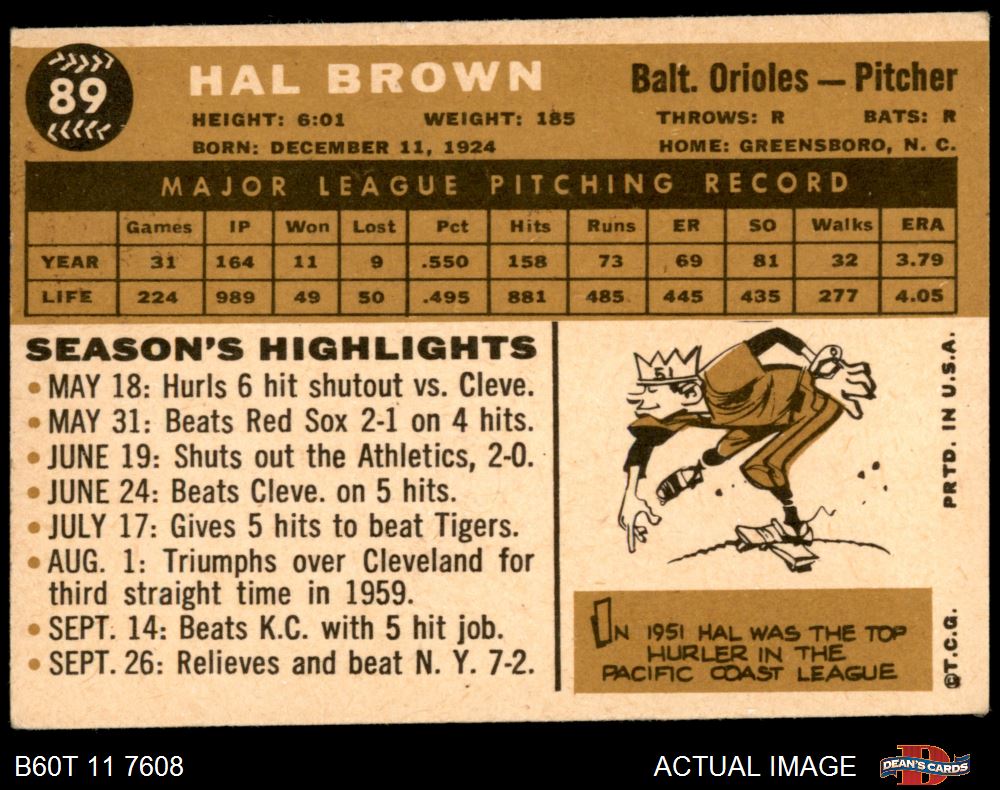 89
HAL BROWN
Balt. Orioles — Pitcher
HEIGHT: 6:01 WEIGHT: 185 THROWS: R BATS: R
BORN: DECEMBER 11, 1924 HOME: GREENSBORO, N. C.
MAJOR LEAGUE PITCHING RECORD
Games IP Won Lost Pct Hits Runs ER SO Walks ERA
YEAR 31 164 11 9 .550 158 73 69 81 32 3.79
LIFE 224 989 49 50 .495 881 485 445 435 277 4.05
SEASON'S HIGHLIGHTS
• MAY 18: Hurls 6 hit shutout vs. Cleve.
• MAY 31: Beats Red Sox 2-1 on 4 hits.
• JUNE 19: Shuts out the Athletics, 2-0.
• JUNE 24: Beats Cleve. on 5 hits.
• JULY 17: Gives 5 hits to beat Tigers.
• AUG. 1: Triumphs over Cleveland for
third straight time in 1959.
• SEPT. 14: Beats K.C. with 5 hit job.
• SEPT. 26: Relieves and beat N. Y. 7-2.
51
IN 1951 HAL WAS THE TOP
HURLER IN THE
PACIFIC COAST LEAGUE
©T.C.G. PRTD. IN U.S.A.
B60T 11 7608
ACTUAL IMAGE
D
DEAN'S CARDS